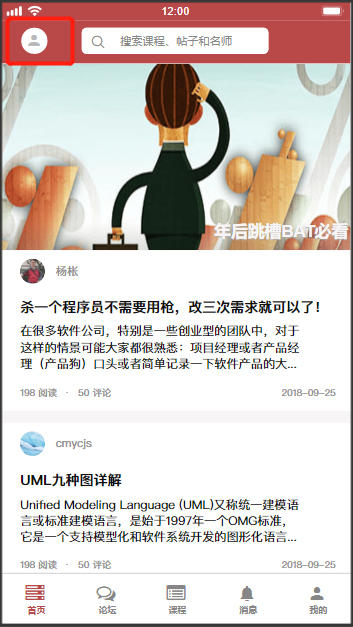 12:00
搜索课程、帖子和名师
年后跳槽BAT必看
杨枨
杀一个程序员不需要用枪，改三次需求就可以了！
在很多软件公司，特别是一些创业型的团队中，对于
这样的情景可能大家都很熟悉：项目经理或者产品经
理（产品狗）口头或者简单记录一下软件产品的大...
198 阅读 · 50 评论 2018-09-25
cmycjs
UML九种图详解
Unified Modeling Language (UML)又称统一建模语
言或标准建模语言，是始于1997年一个OMG标准，
它是一个支持模型化和软件系统开发的图形化语言...
198 阅读 · 50 评论 2018-09-25
首页 论坛 课程 消息 我的